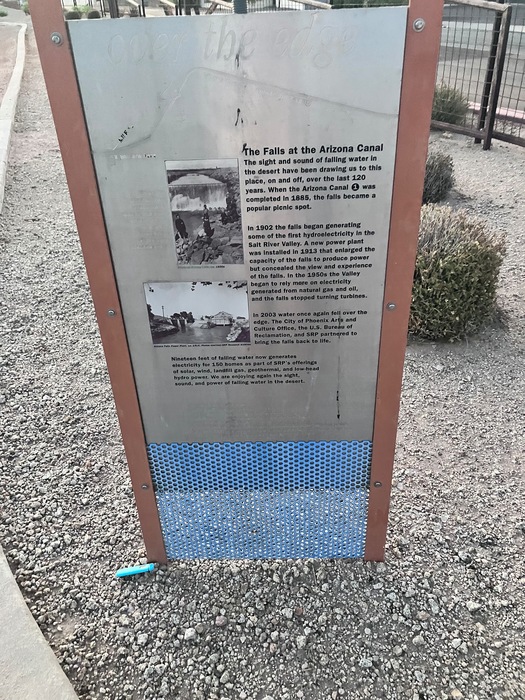 over the edge
The Falls at the Arizona Canal
The sight and sound of falling water in
the desert have been drawing us to this
place, on and off, over the last 120
years. When the Arizona Canal 1 was
completed in 1885, the falls became a
popular picnic spot.
In 1902 the falls began generating
some of the first hydroelectricity in the
Salt River Valley. A new power plant
was installed in 1913 that enlarged the
capacity of the falls to produce power
but concealed the view and experience
of the falls. In the 1950s the Valley
began to rely more on electricity
generated from natural gas and oil,
and the falls stopped turning turbines.
In 2003 water once again fell over the
edge. The City of Phoenix Arts and
Culture Office, the U.S. Bureau of
Reclamation, and SRP partnered to
bring the falls back to life.
Nineteen feet of falling water now generates
electricity for 150 homes as part of SRP's offerings
of solar, wind, landfill gas, geothermal, and low-head
hydro power. We are enjoying again the sight,
sound, and power of falling water in the desert.